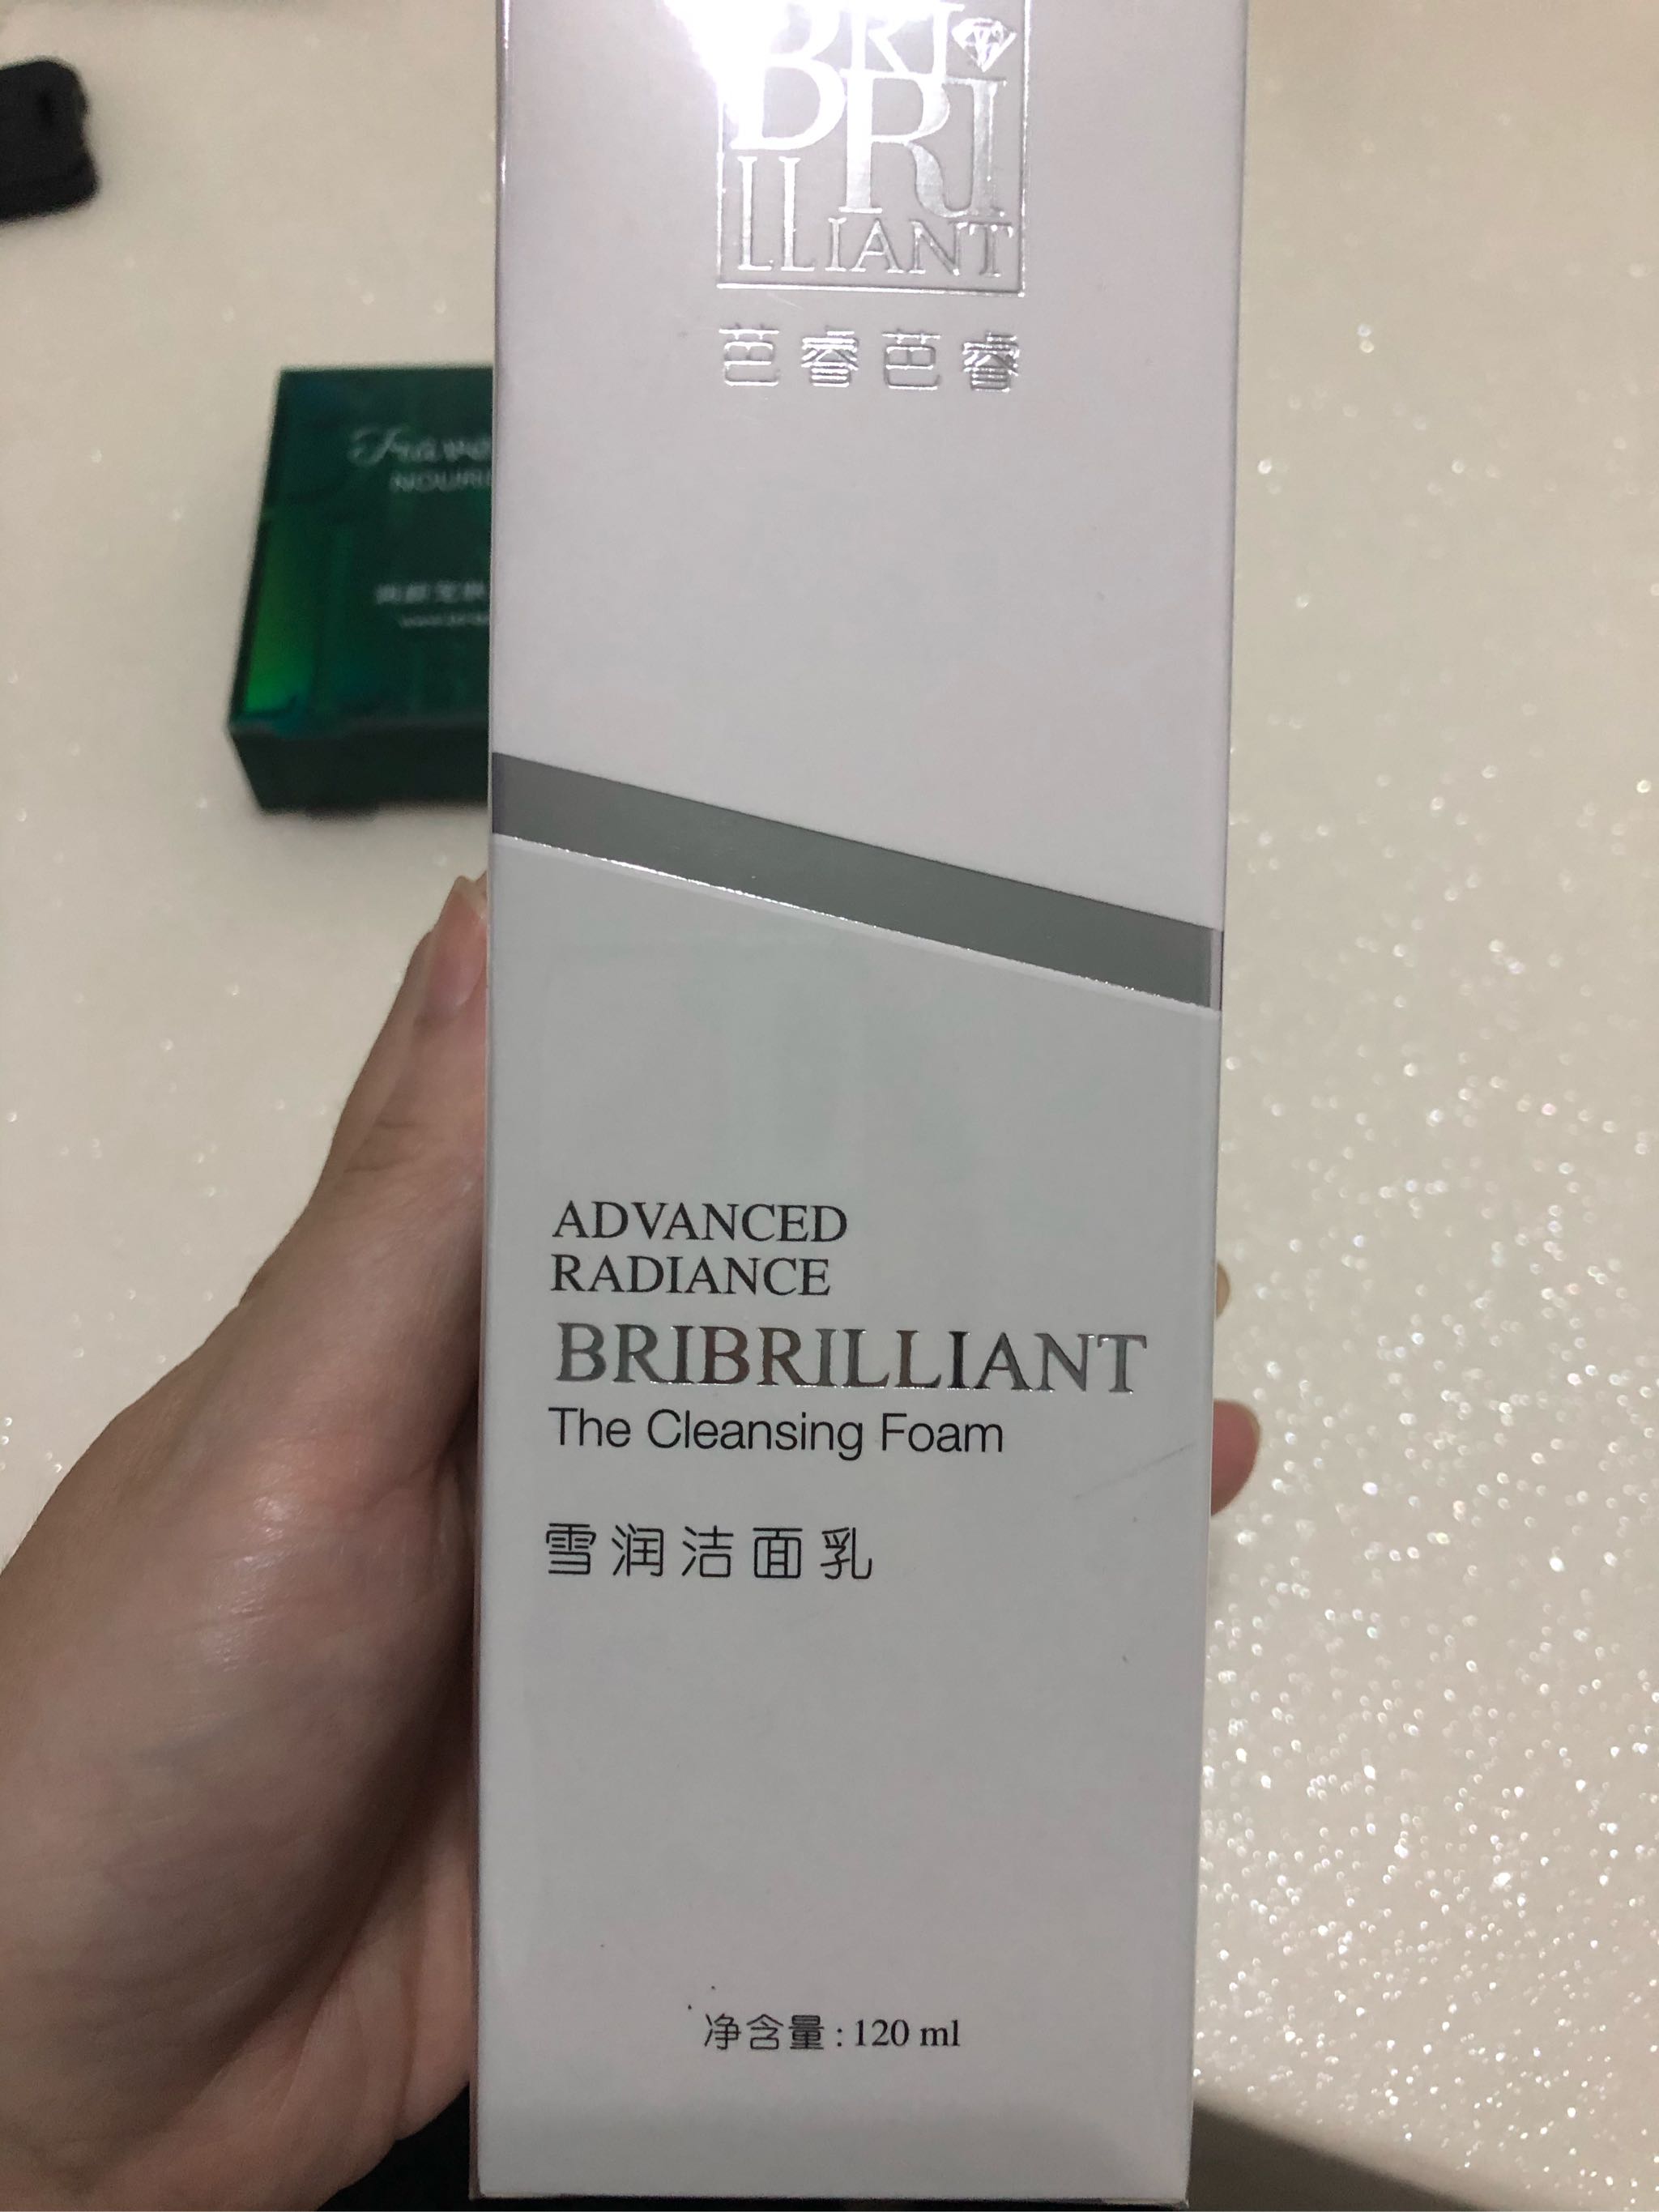 BRI
BRI
LLIANT
芭睿芭睿
NOURI
ADVANCED
RADIANCE
BRIBRILLIANT
The Cleansing Foam
雪润洁面乳
净含量:120 ml